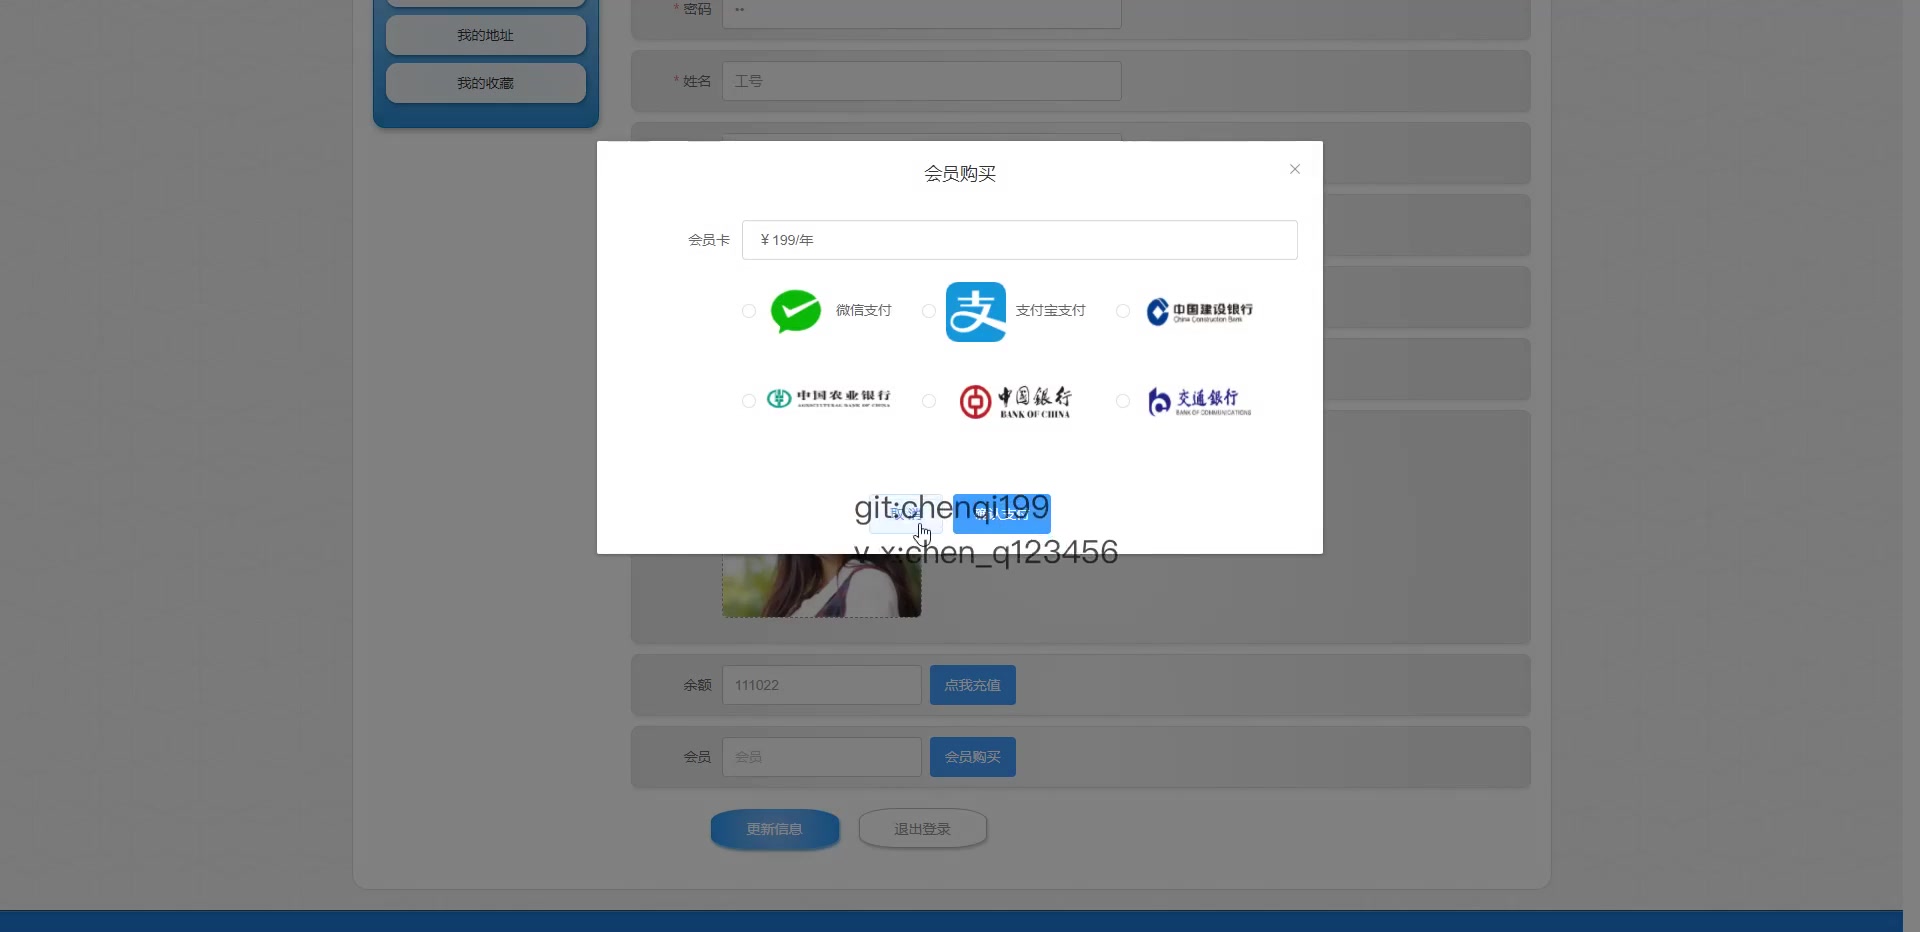 * 密码
我的地址
* 姓名 工号
我的收藏
会员购买
会员卡 ¥ 199/年
微信支付 支付宝支付 中国建设银行
China Construction Bank
中国农业银行 中国银行 交通银行
AGRICULTURAL BANK OF CHINA BANK OF CHINA BANK OF COMMUNICATIONS
取消 确认支付
git:chenqi199
v x:chen_q123456
余额 111022 点我充值
会员 会员 会员购买
更新信息 退出登录